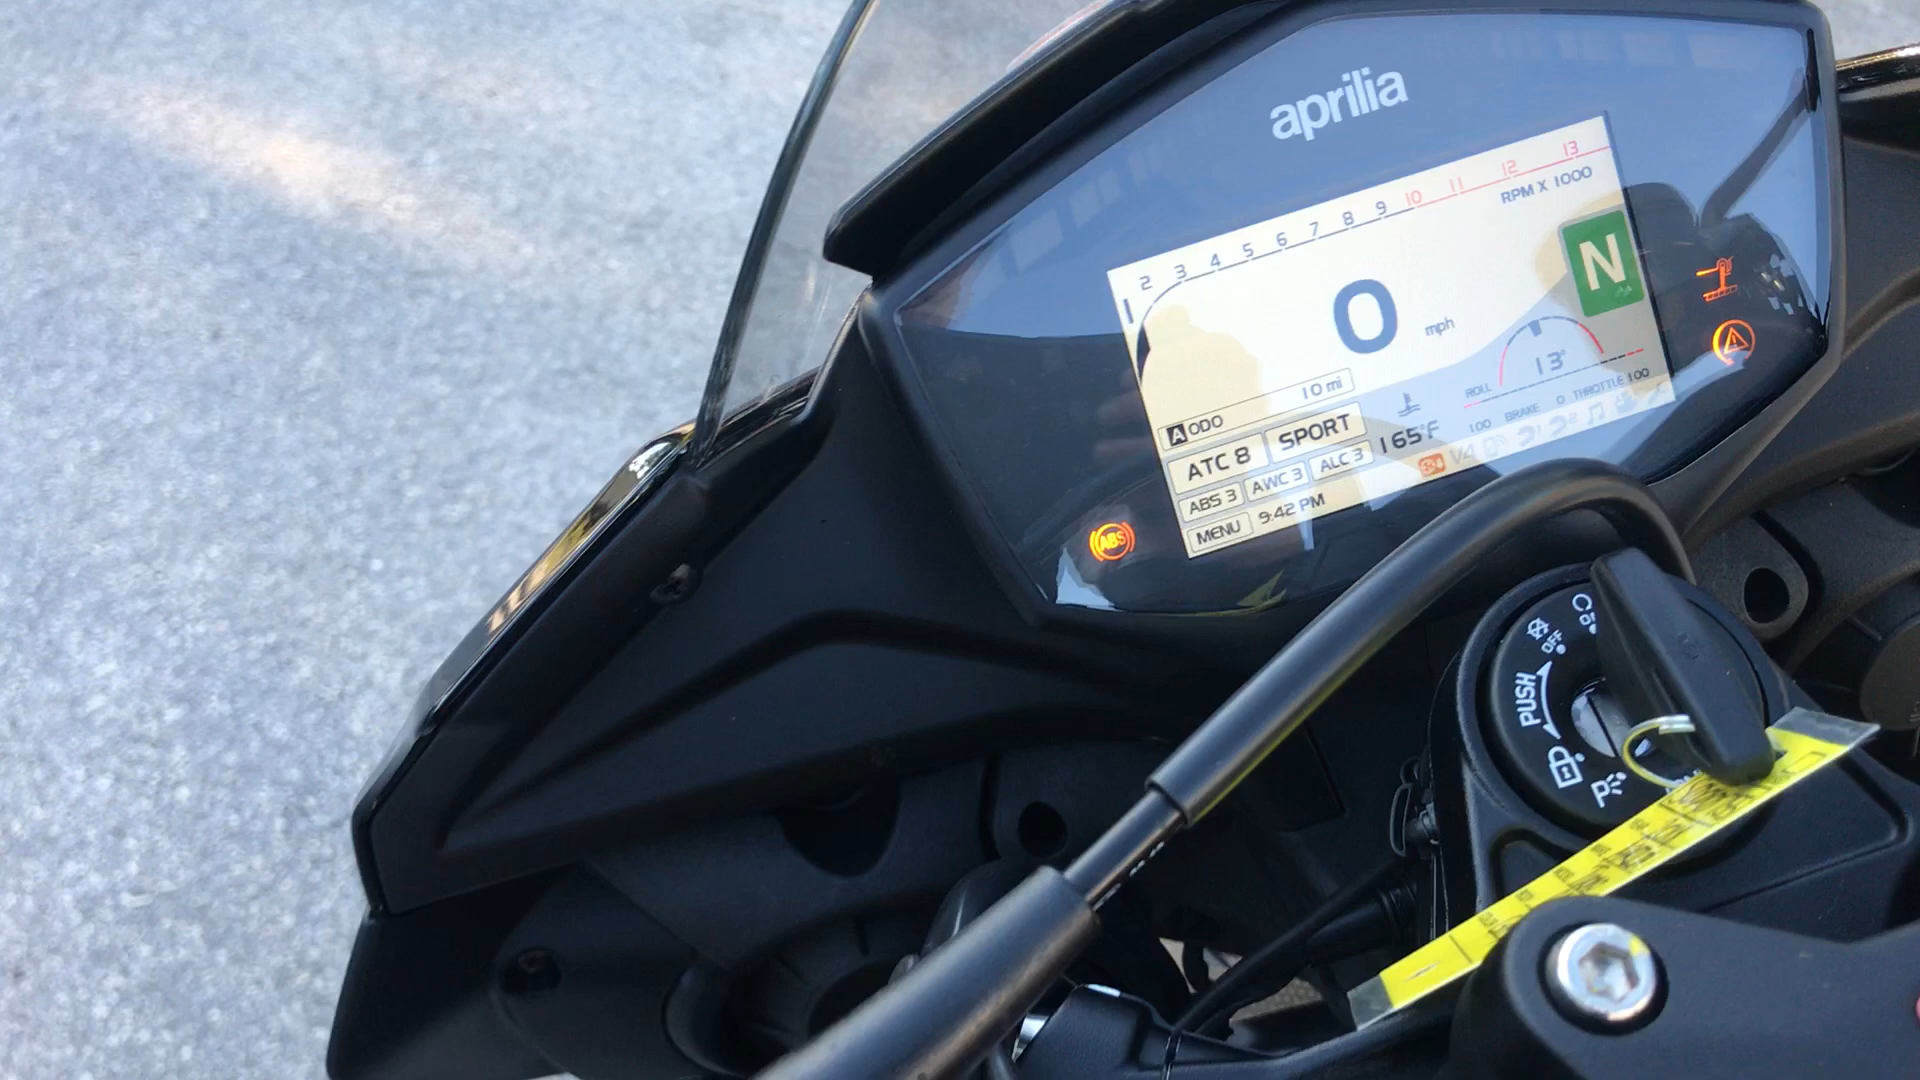 aprilia
2 3 4 5 6 7 8 9 10 11 12 13
RPM X 1000
N
0 mph
A ODO 10 mi
13°
ROLL
100 BRAKE 0 THROTTLE 100
ATC 8 SPORT 165°F
ABS 3 AWC 3 ALC 3
V4
MENU 9:42 PM
ABS
OFF
PUSH
P